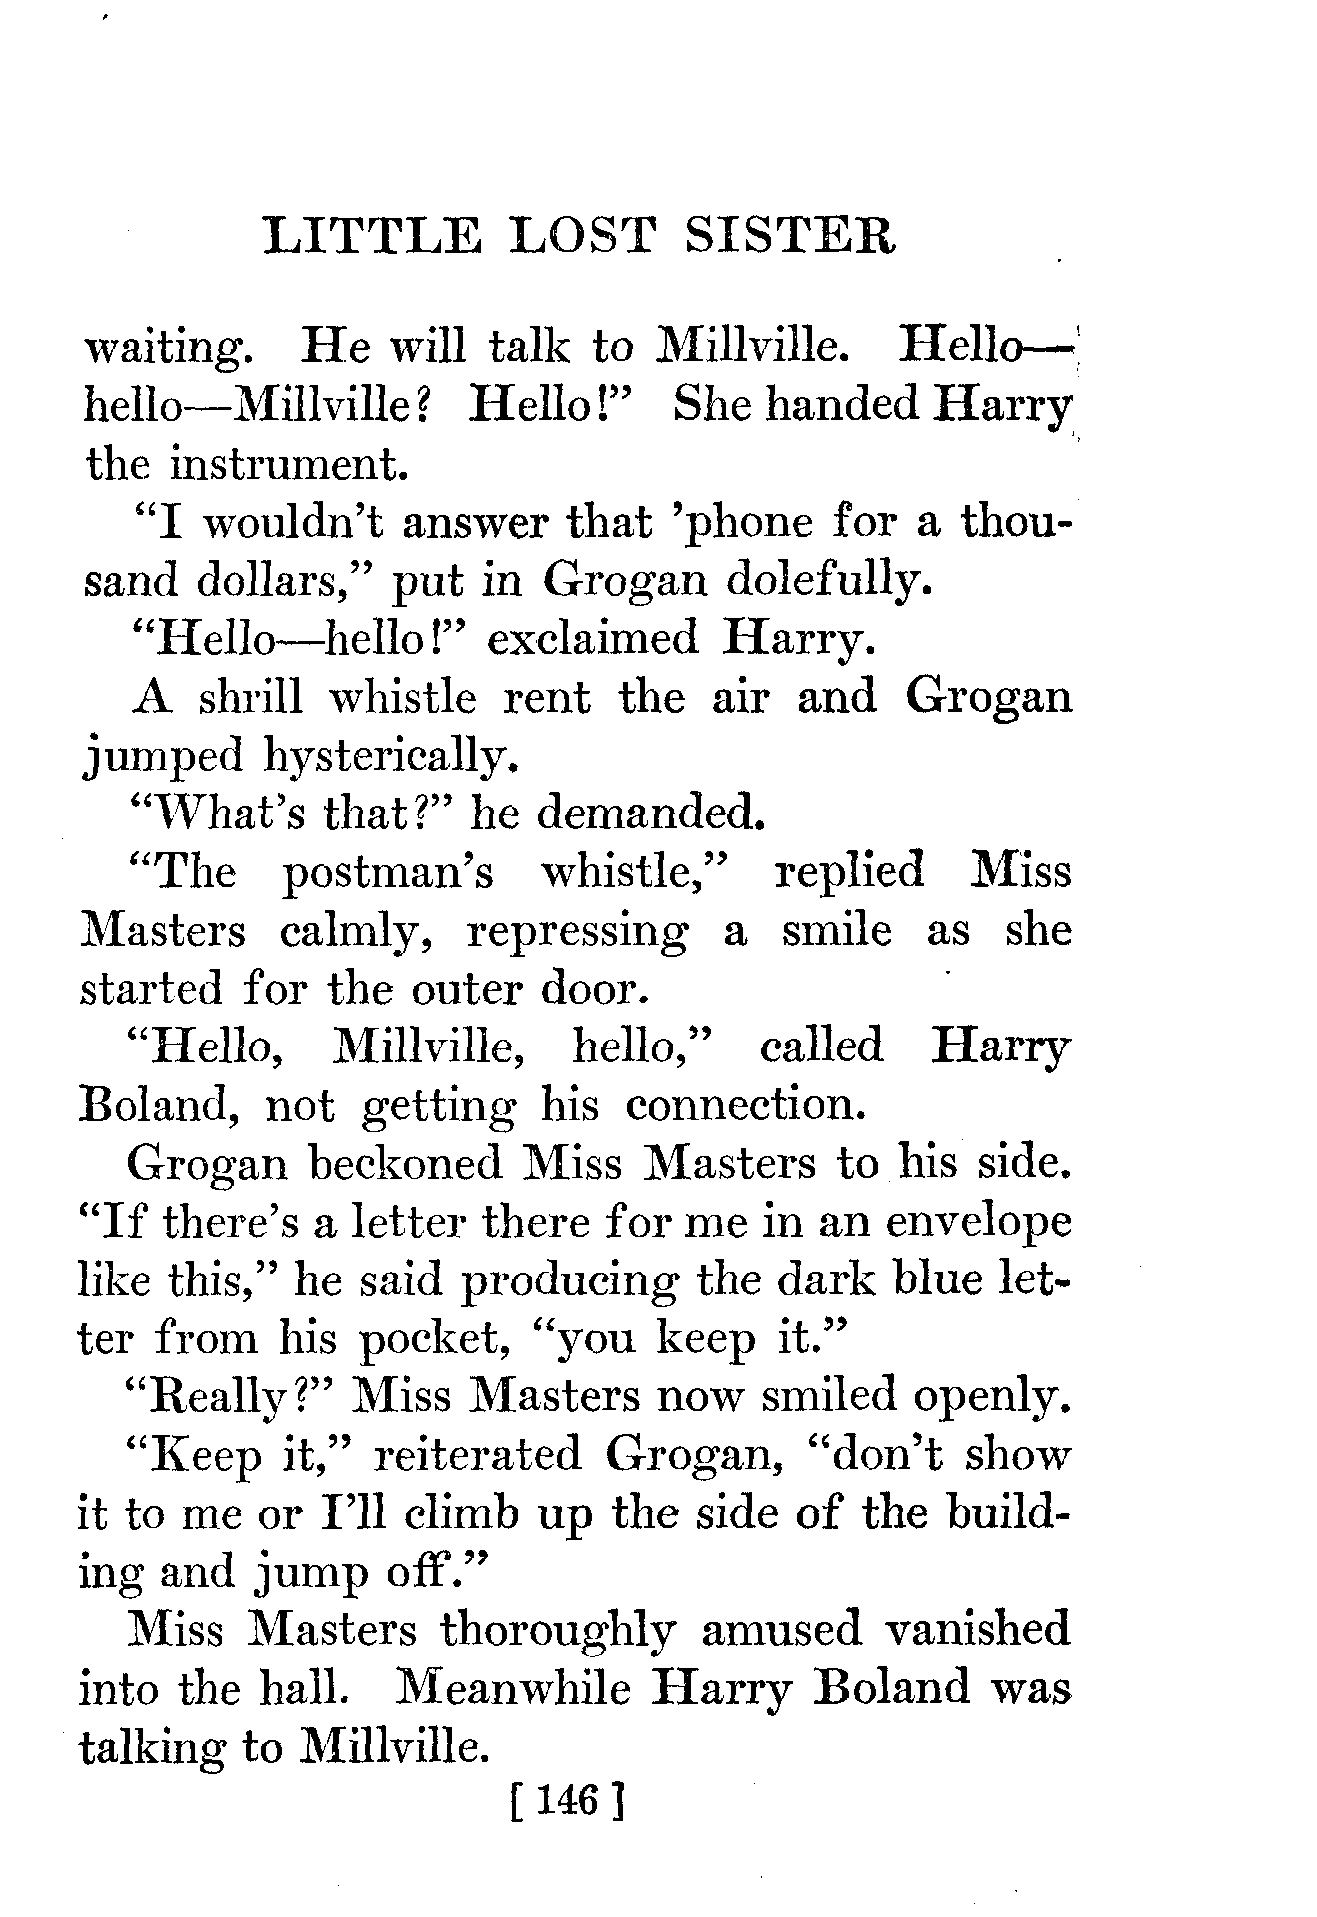 LITTLE LOST SISTER
waiting. He will talk to Millville. Hello—
hello—Millville? Hello!” She handed Harry
the instrument.
“I wouldn’t answer that ’phone for a thou-
sand dollars,” put in Grogan dolefully.
“Hello—hello!” exclaimed Harry.
A shrill whistle rent the air and Grogan
jumped hysterically.
“What’s that?” he demanded.
“The postman’s whistle,” replied Miss
Masters calmly, repressing a smile as she
started for the outer door.
“Hello, Millville, hello,” called Harry
Boland, not getting his connection.
Grogan beckoned Miss Masters to his side.
“If there’s a letter there for me in an envelope
like this,” he said producing the dark blue let-
ter from his pocket, “you keep it.”
“Really?” Miss Masters now smiled openly.
“Keep it,” reiterated Grogan, “don’t show
it to me or I’ll climb up the side of the build-
ing and jump off.”
Miss Masters thoroughly amused vanished
into the hall. Meanwhile Harry Boland was
talking to Millville.
[ 146 ]